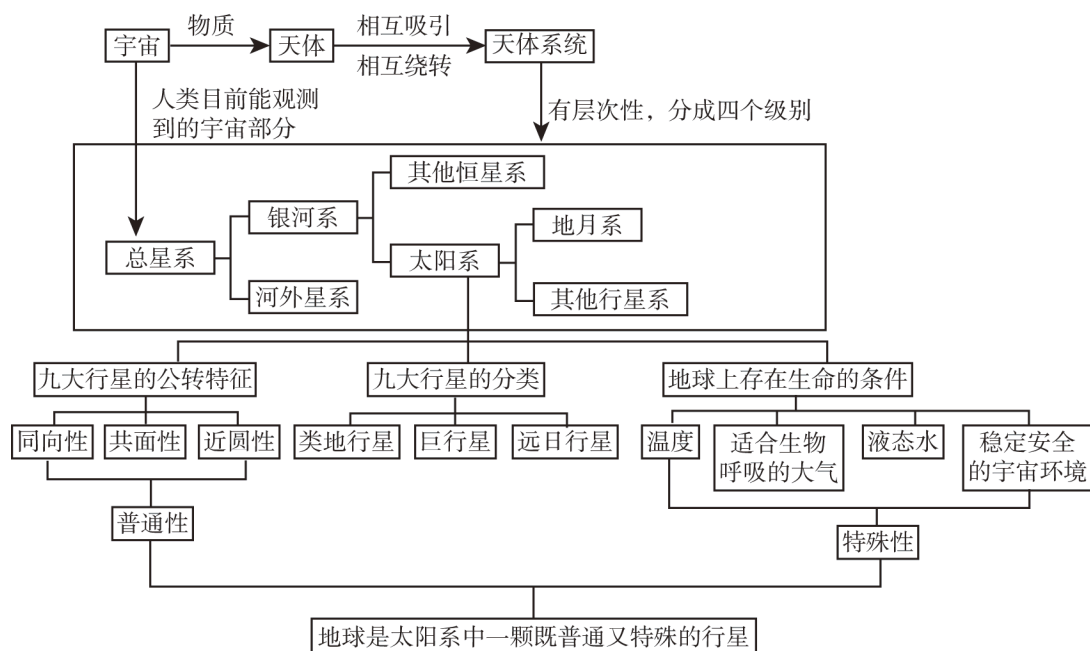 物质
相互吸引
宇宙
天体
天体系统
相互绕转
人类目前能观测
到的宇宙部分
有层次性，分成四个级别
其他恒星系
银河系
地月系
总星系
太阳系
河外星系
其他行星系
九大行星的公转特征
九大行星的分类
地球上存在生命的条件
同向性
共面性
近圆性
类地行星
巨行星
远日行星
温度
适合生物
呼吸的大气
液态水
稳定安全
的宇宙环境
普通性
特殊性
地球是太阳系中一颗既普通又特殊的行星